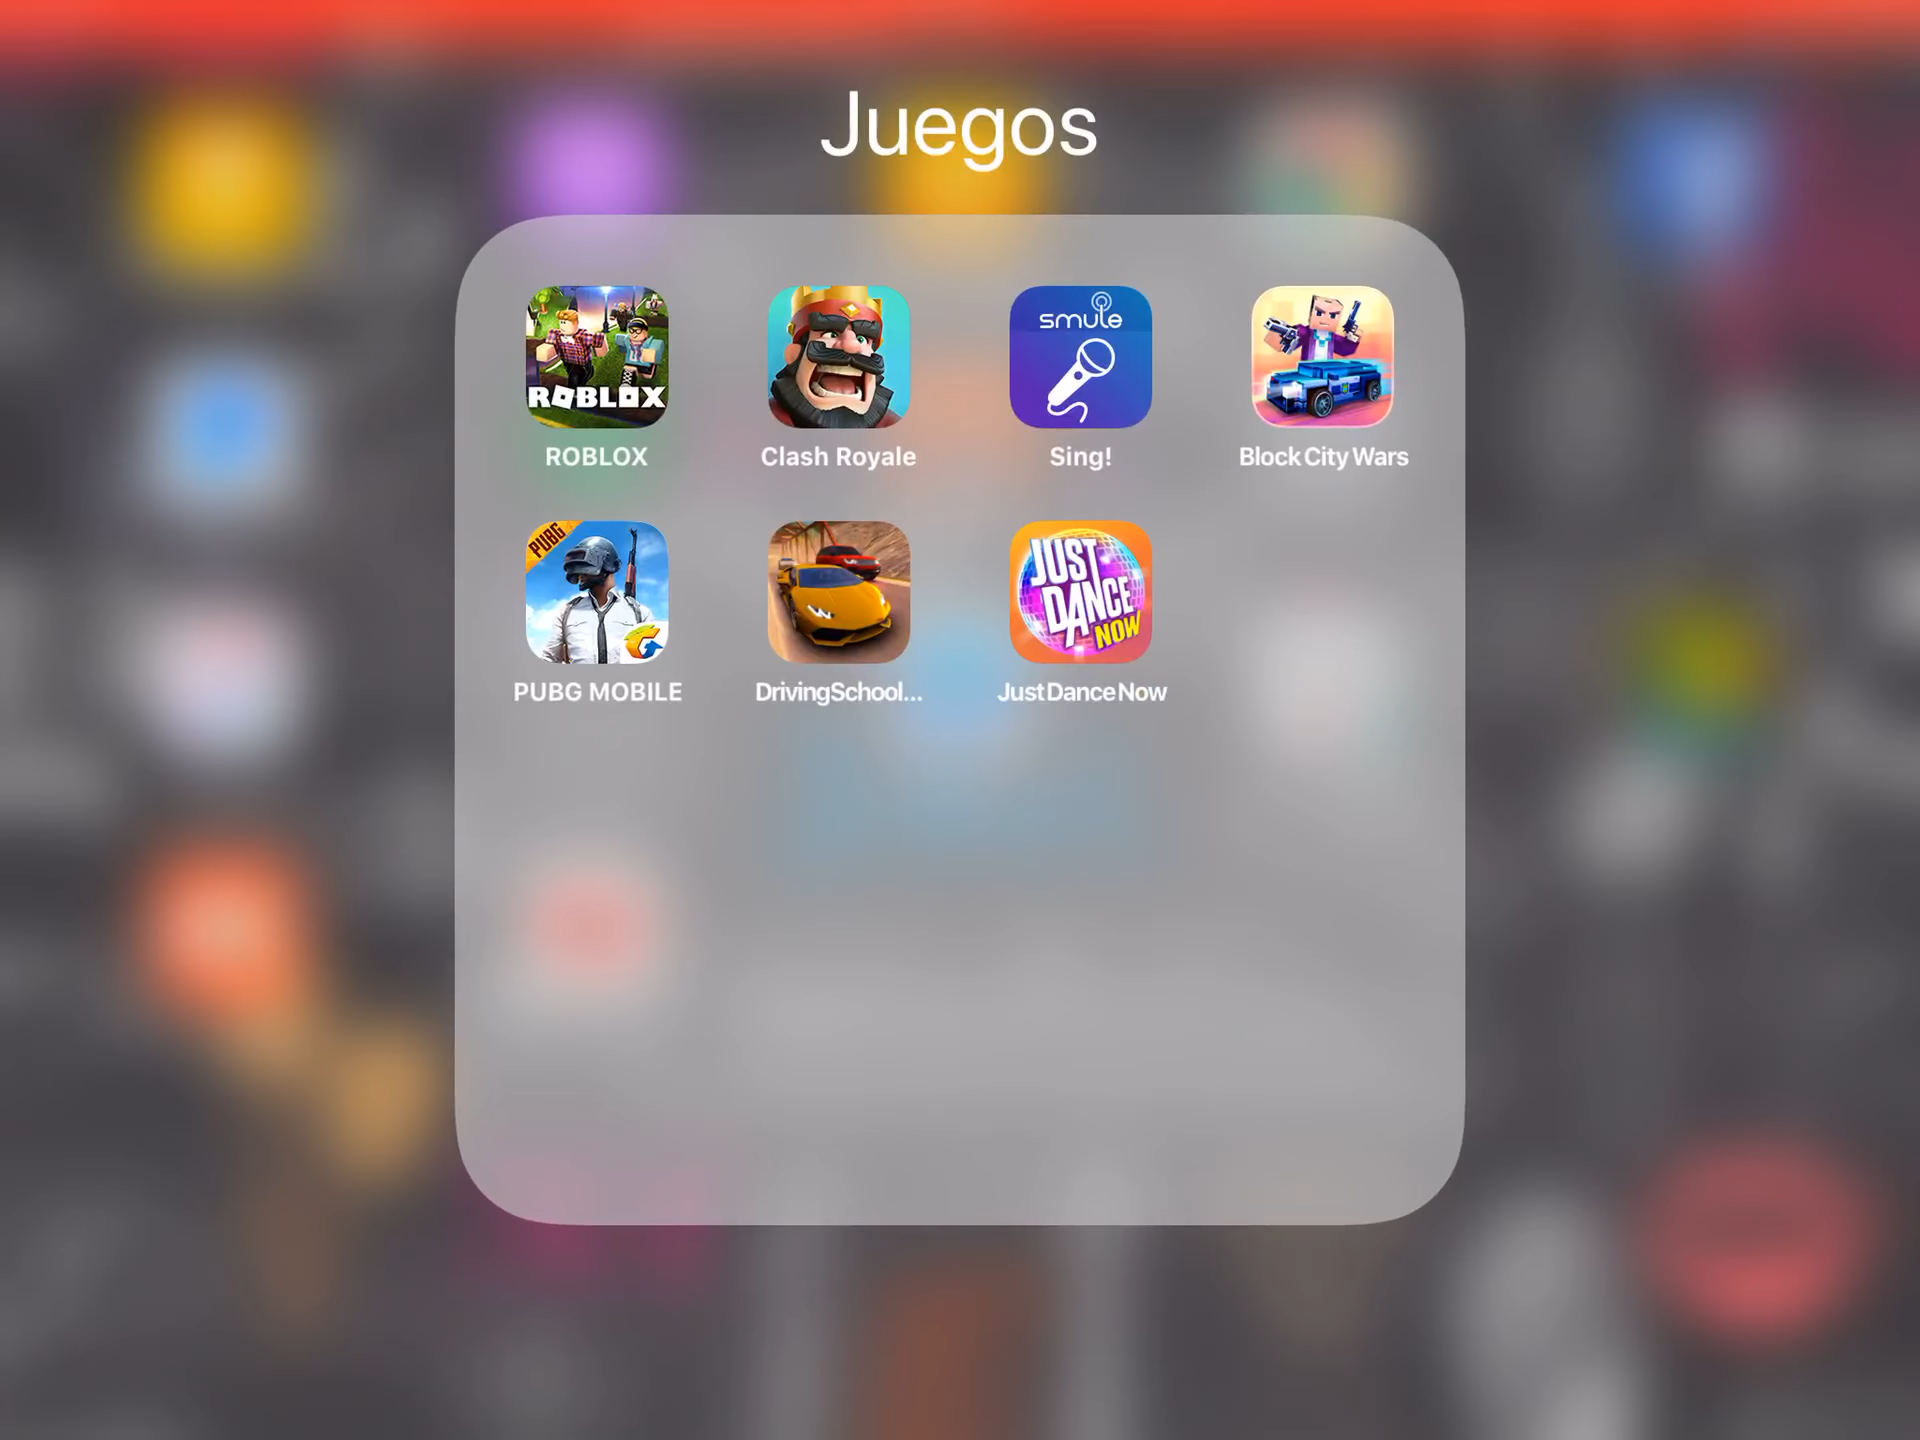 Juegos
ROBLOX
smule
ROBLOX
Clash Royale
Sing!
Block City Wars
PUBG
JUST
DANCE
NOW
PUBG MOBILE
DrivingSchool...
Just Dance Now